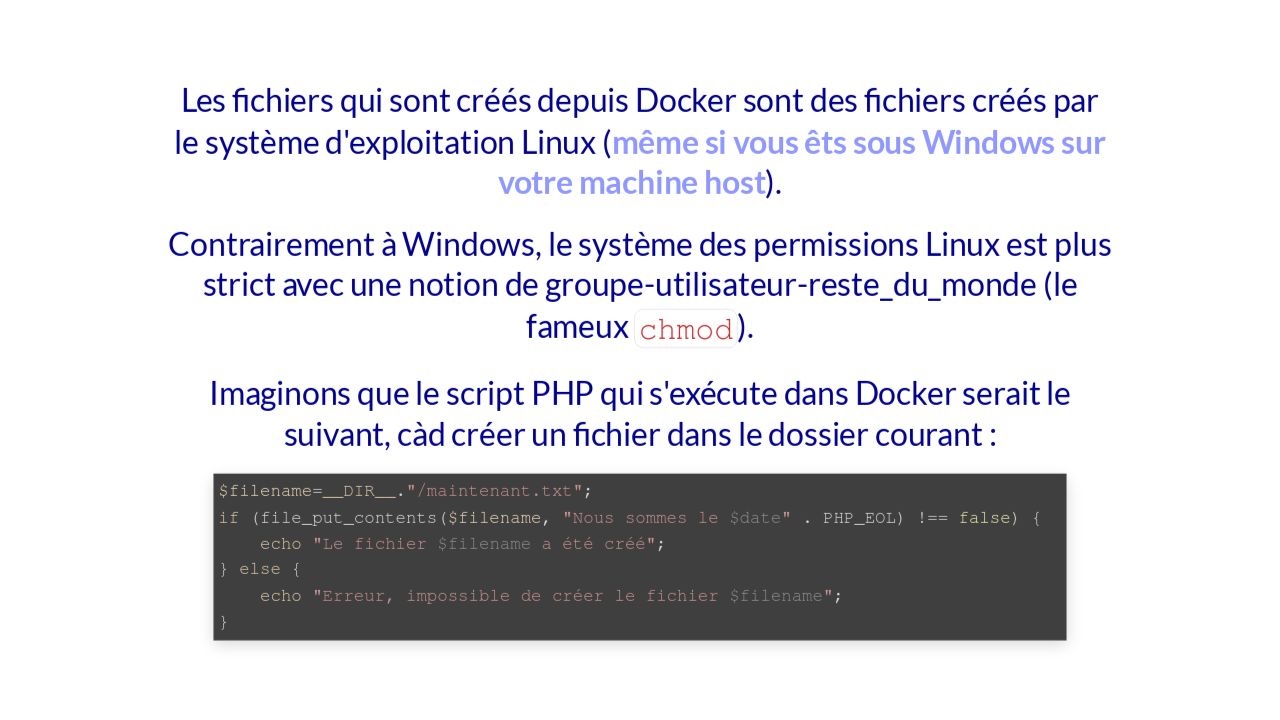 Les fichiers qui sont créés depuis Docker sont des fichiers créés par
le système d'exploitation Linux (même si vous êts sous Windows sur
votre machine host).
Contrairement à Windows, le système des permissions Linux est plus
strict avec une notion de groupe-utilisateur-reste_du_monde (le
fameux chmod).
Imaginons que le script PHP qui s'exécute dans Docker serait le
suivant, càd créer un fichier dans le dossier courant :
$filename=__DIR__."/maintenant.txt";
if (file_put_contents($filename, "Nous sommes le $date" . PHP_EOL) !== false) {
    echo "Le fichier $filename a été créé";
} else {
    echo "Erreur, impossible de créer le fichier $filename";
}